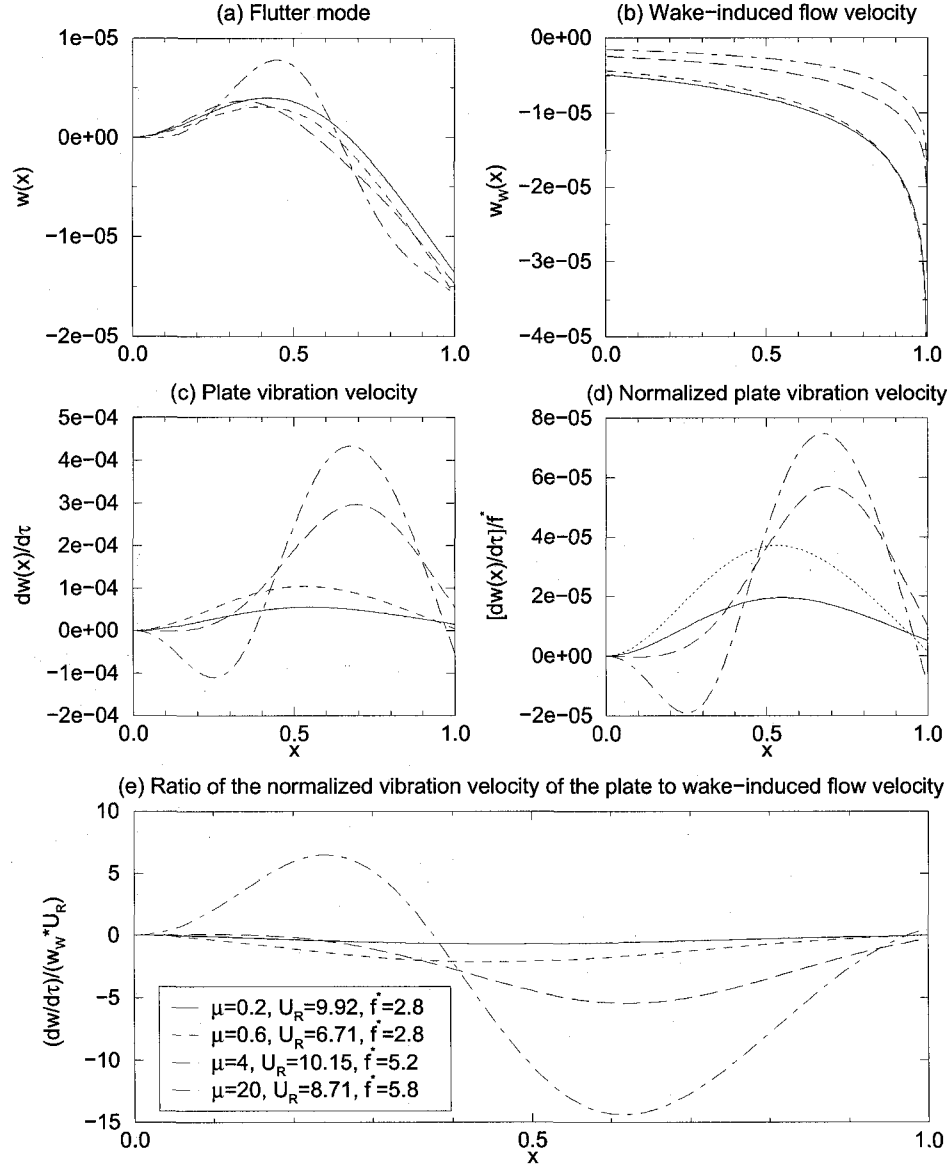 (a) Flutter mode
1e−05
0e+00
−1e−05
−2e−05
w(x)
0.0 0.5 1.0
(b) Wake−induced flow velocity
0e+00
−1e−05
−2e−05
−3e−05
−4e−05
w_W(x)
0.0 0.5 1.0
(c) Plate vibration velocity
5e−04
4e−04
3e−04
2e−04
1e−04
0e+00
−1e−04
−2e−04
dw(x)/dτ
0.0 0.5 1.0
x
(d) Normalized plate vibration velocity
8e−05
6e−05
4e−05
2e−05
0e+00
−2e−05
[dw(x)/dτ]/f*
0.0 0.5 1.0
x
(e) Ratio of the normalized vibration velocity of the plate to wake−induced flow velocity
10
5
0
−5
−10
−15
(dw/dτ)/(w_W*U_R)
μ=0.2, U_R=9.92, f*=2.8
μ=0.6, U_R=6.71, f*=2.8
μ=4, U_R=10.15, f*=5.2
μ=20, U_R=8.71, f*=5.8
0.0 0.5 1.0
x